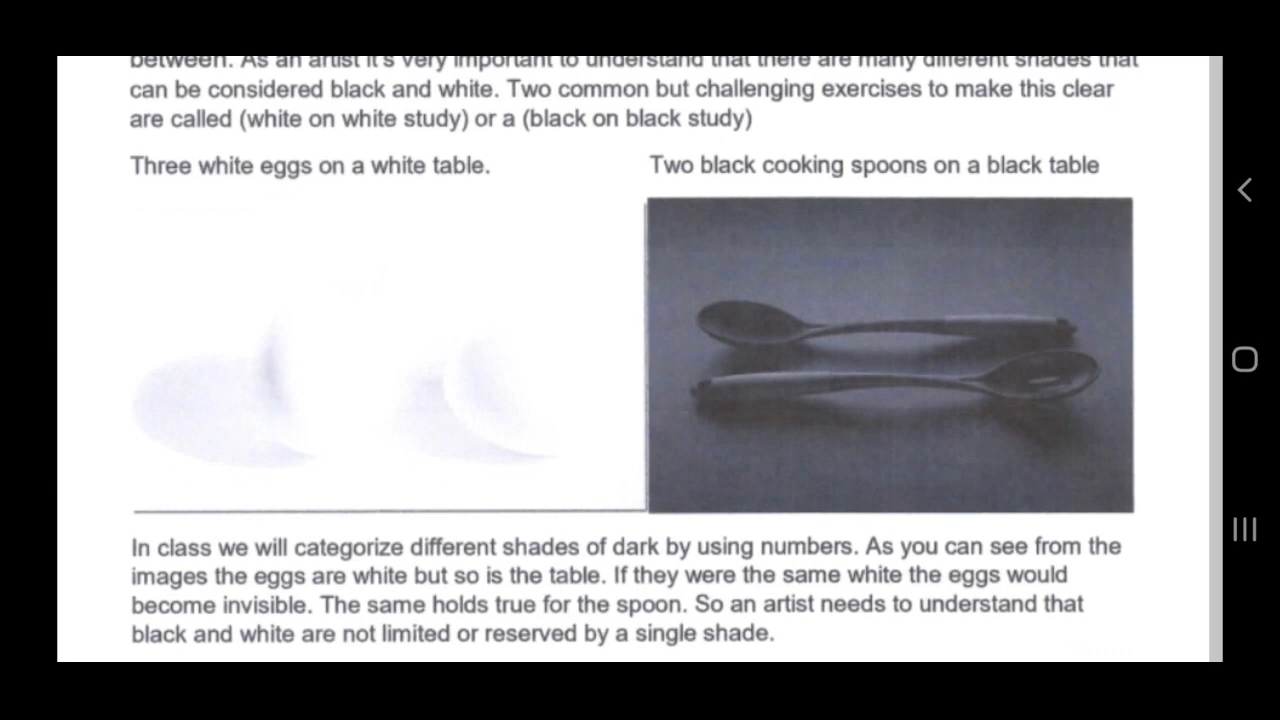 between. As an artist it's very important to understand that there are many different shades that
can be considered black and white. Two common but challenging exercises to make this clear
are called (white on white study) or a (black on black study)
Three white eggs on a white table.
Two black cooking spoons on a black table
In class we will categorize different shades of dark by using numbers. As you can see from the
images the eggs are white but so is the table. If they were the same white the eggs would
become invisible. The same holds true for the spoon. So an artist needs to understand that
black and white are not limited or reserved by a single shade.